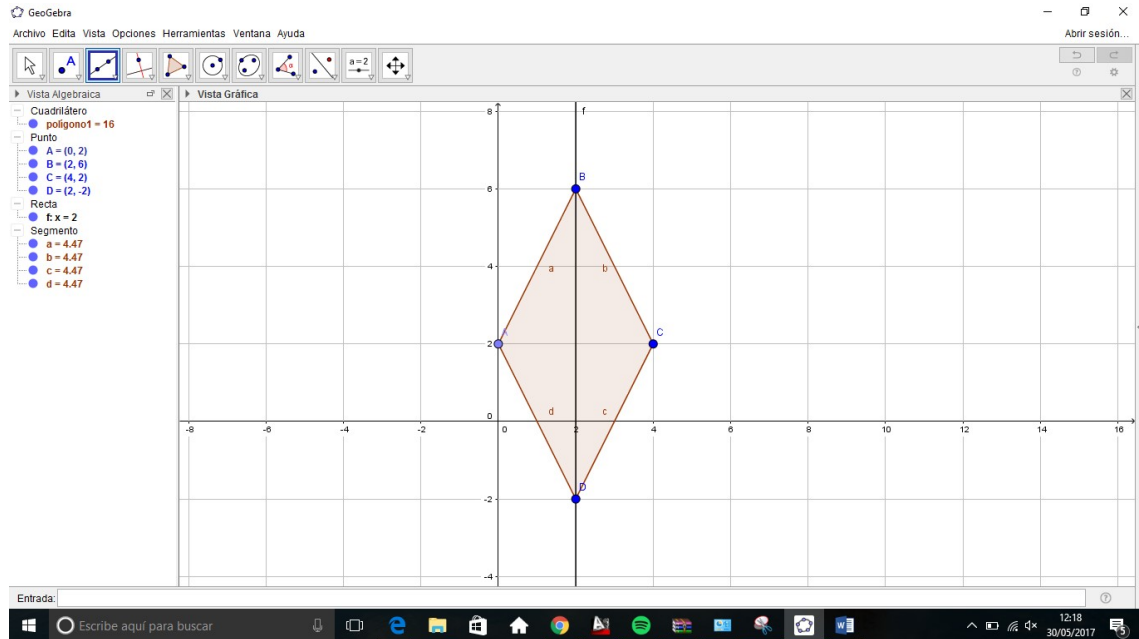 GeoGebra
Archivo Edita Vista Opciones Herramientas Ventana Ayuda
Abrir sesión...
A
a=2
Vista Algebraica
Vista Gráfica
Cuadrilátero
polígono1 = 16
Punto
A = (0, 2)
B = (2, 6)
C = (4, 2)
D = (2, -2)
Recta
f: x = 2
Segmento
a = 4.47
b = 4.47
c = 4.47
d = 4.47
8
f
B
6
4
a
b
A
C
2
d
c
0
-8 -6 -4 -2 0 2 4 6 8 10 12 14 16
D
-2
-4
Entrada:
Escribe aquí para buscar
12:18
30/05/2017
5